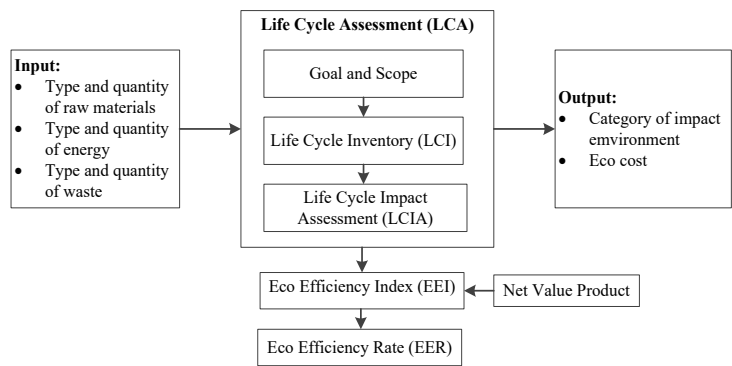 Life Cycle Assessment (LCA)
Input:
• Type and quantity
of raw materials
• Type and quantity
of energy
• Type and quantity
of waste
Goal and Scope
Life Cycle Inventory (LCI)
Life Cycle Impact
Assessment (LCIA)
Output:
• Category of impact
emvironment
• Eco cost
Eco Efficiency Index (EEI)
Net Value Product
Eco Efficiency Rate (EER)